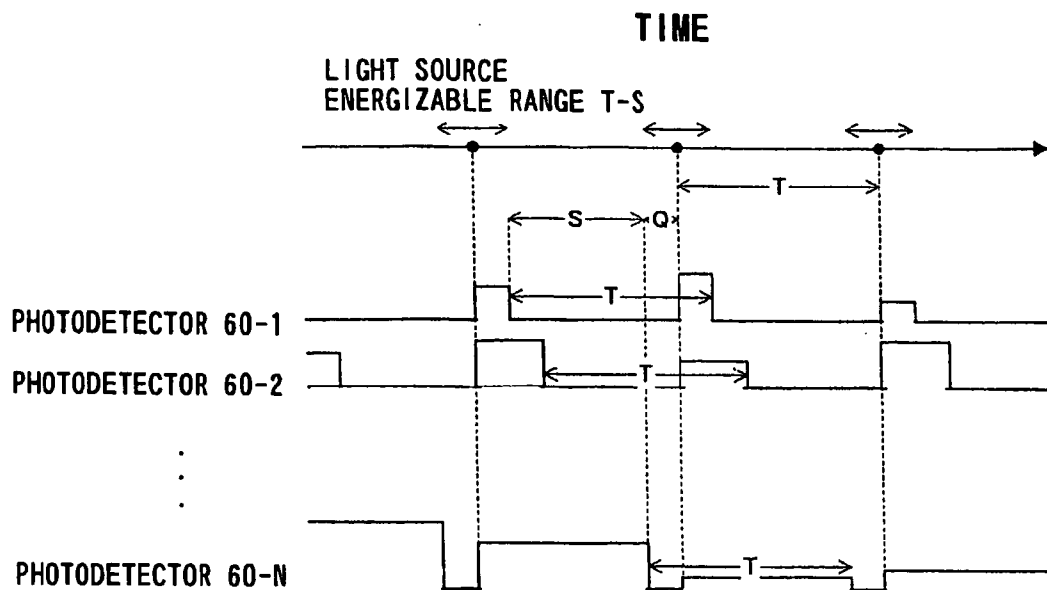 TIME
LIGHT SOURCE
ENERGIZABLE RANGE T-S
T
S
Q
T
PHOTODETECTOR 60-1
T
PHOTODETECTOR 60-2
T
PHOTODETECTOR 60-N